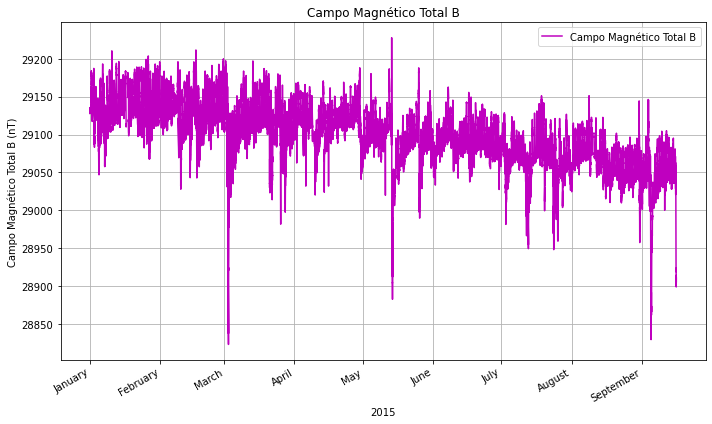 Campo Magnético Total B
Campo Magnético Total B
Campo Magnético Total B (nT)
29200
29150
29100
29050
29000
28950
28900
28850
January
February
March
April
May
June
July
August
September
2015